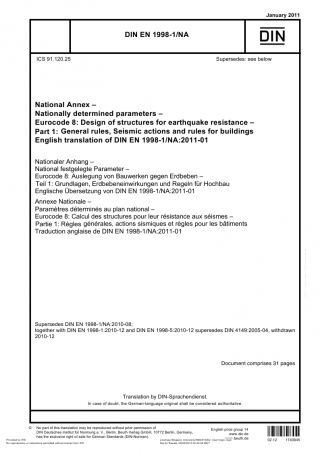 January 2011
DIN EN 1998-1/NA
DIN
ICS 91.120.25
Supersedes: see below
National Annex –
Nationally determined parameters –
Eurocode 8: Design of structures for earthquake resistance –
Part 1: General rules, Seismic actions and rules for buildings
English translation of DIN EN 1998-1/NA:2011-01
Nationaler Anhang –
National festgelegte Parameter –
Eurocode 8: Auslegung von Bauwerken gegen Erdbeben –
Teil 1: Grundlagen, Erdbebeneinwirkungen und Regeln für Hochbau
Englische Übersetzung von DIN EN 1998-1/NA:2011-01
Annexe Nationale –
Paramètres déterminés au plan national –
Eurocode 8: Calcul des structures pour leur résistance aux séismes –
Partie 1: Règles générales, actions sismiques et règles pour les bâtiments
Traduction anglaise de DIN EN 1998-1/NA:2011-01
Supersedes DIN EN 1998-1/NA:2010-08;
together with DIN EN 1998-1:2010-12 and DIN EN 1998-5:2010-12 supersedes DIN 4149:2005-04, withdrawn
2010-12
Document comprises 31 pages
Translation by DIN-Sprachendienst.
In case of doubt, the German-language original shall be considered authoritative.
© No part of this translation may be reproduced without prior permission of
DIN Deutsches Institut für Normung e. V., Berlin. Beuth Verlag GmbH, 10772 Berlin, Germany,
has the exclusive right of sale for German Standards (DIN-Normen).
English price group 14
www.din.de
www.beuth.de
02.12